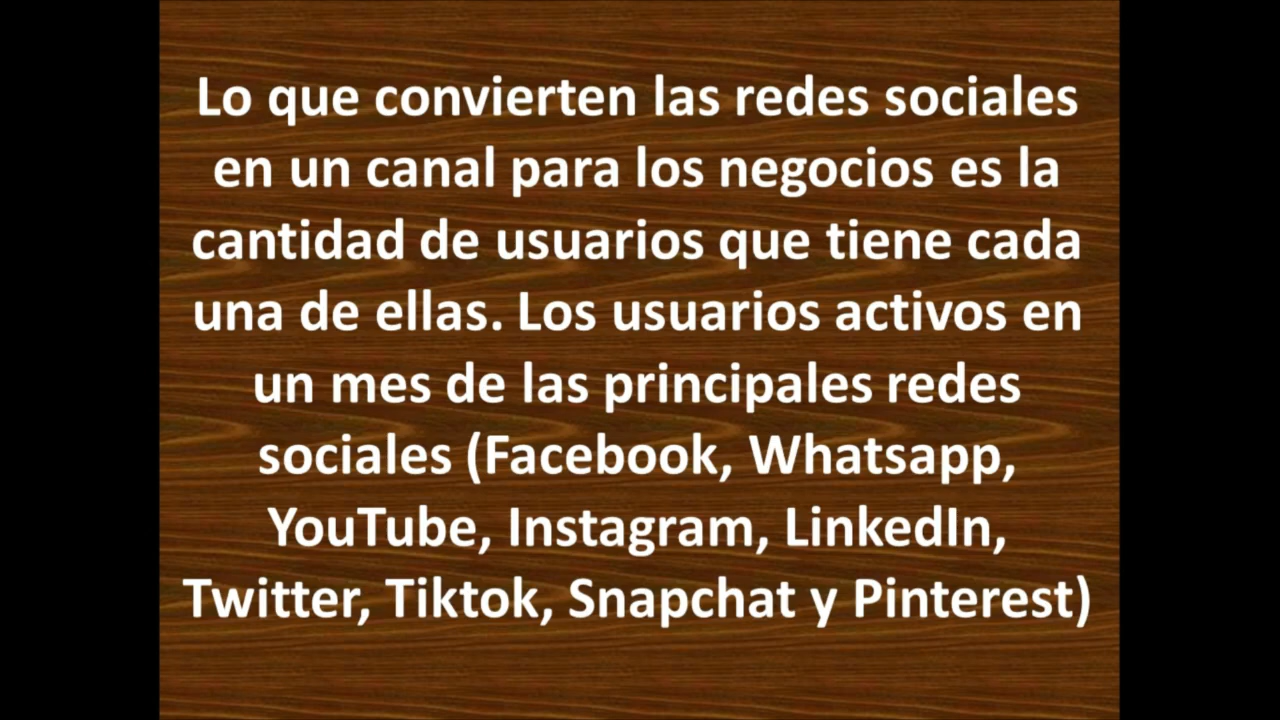 Lo que convierten las redes sociales
en un canal para los negocios es la
cantidad de usuarios que tiene cada
una de ellas. Los usuarios activos en
un mes de las principales redes
sociales (Facebook, Whatsapp,
YouTube, Instagram, LinkedIn,
Twitter, Tiktok, Snapchat y Pinterest)